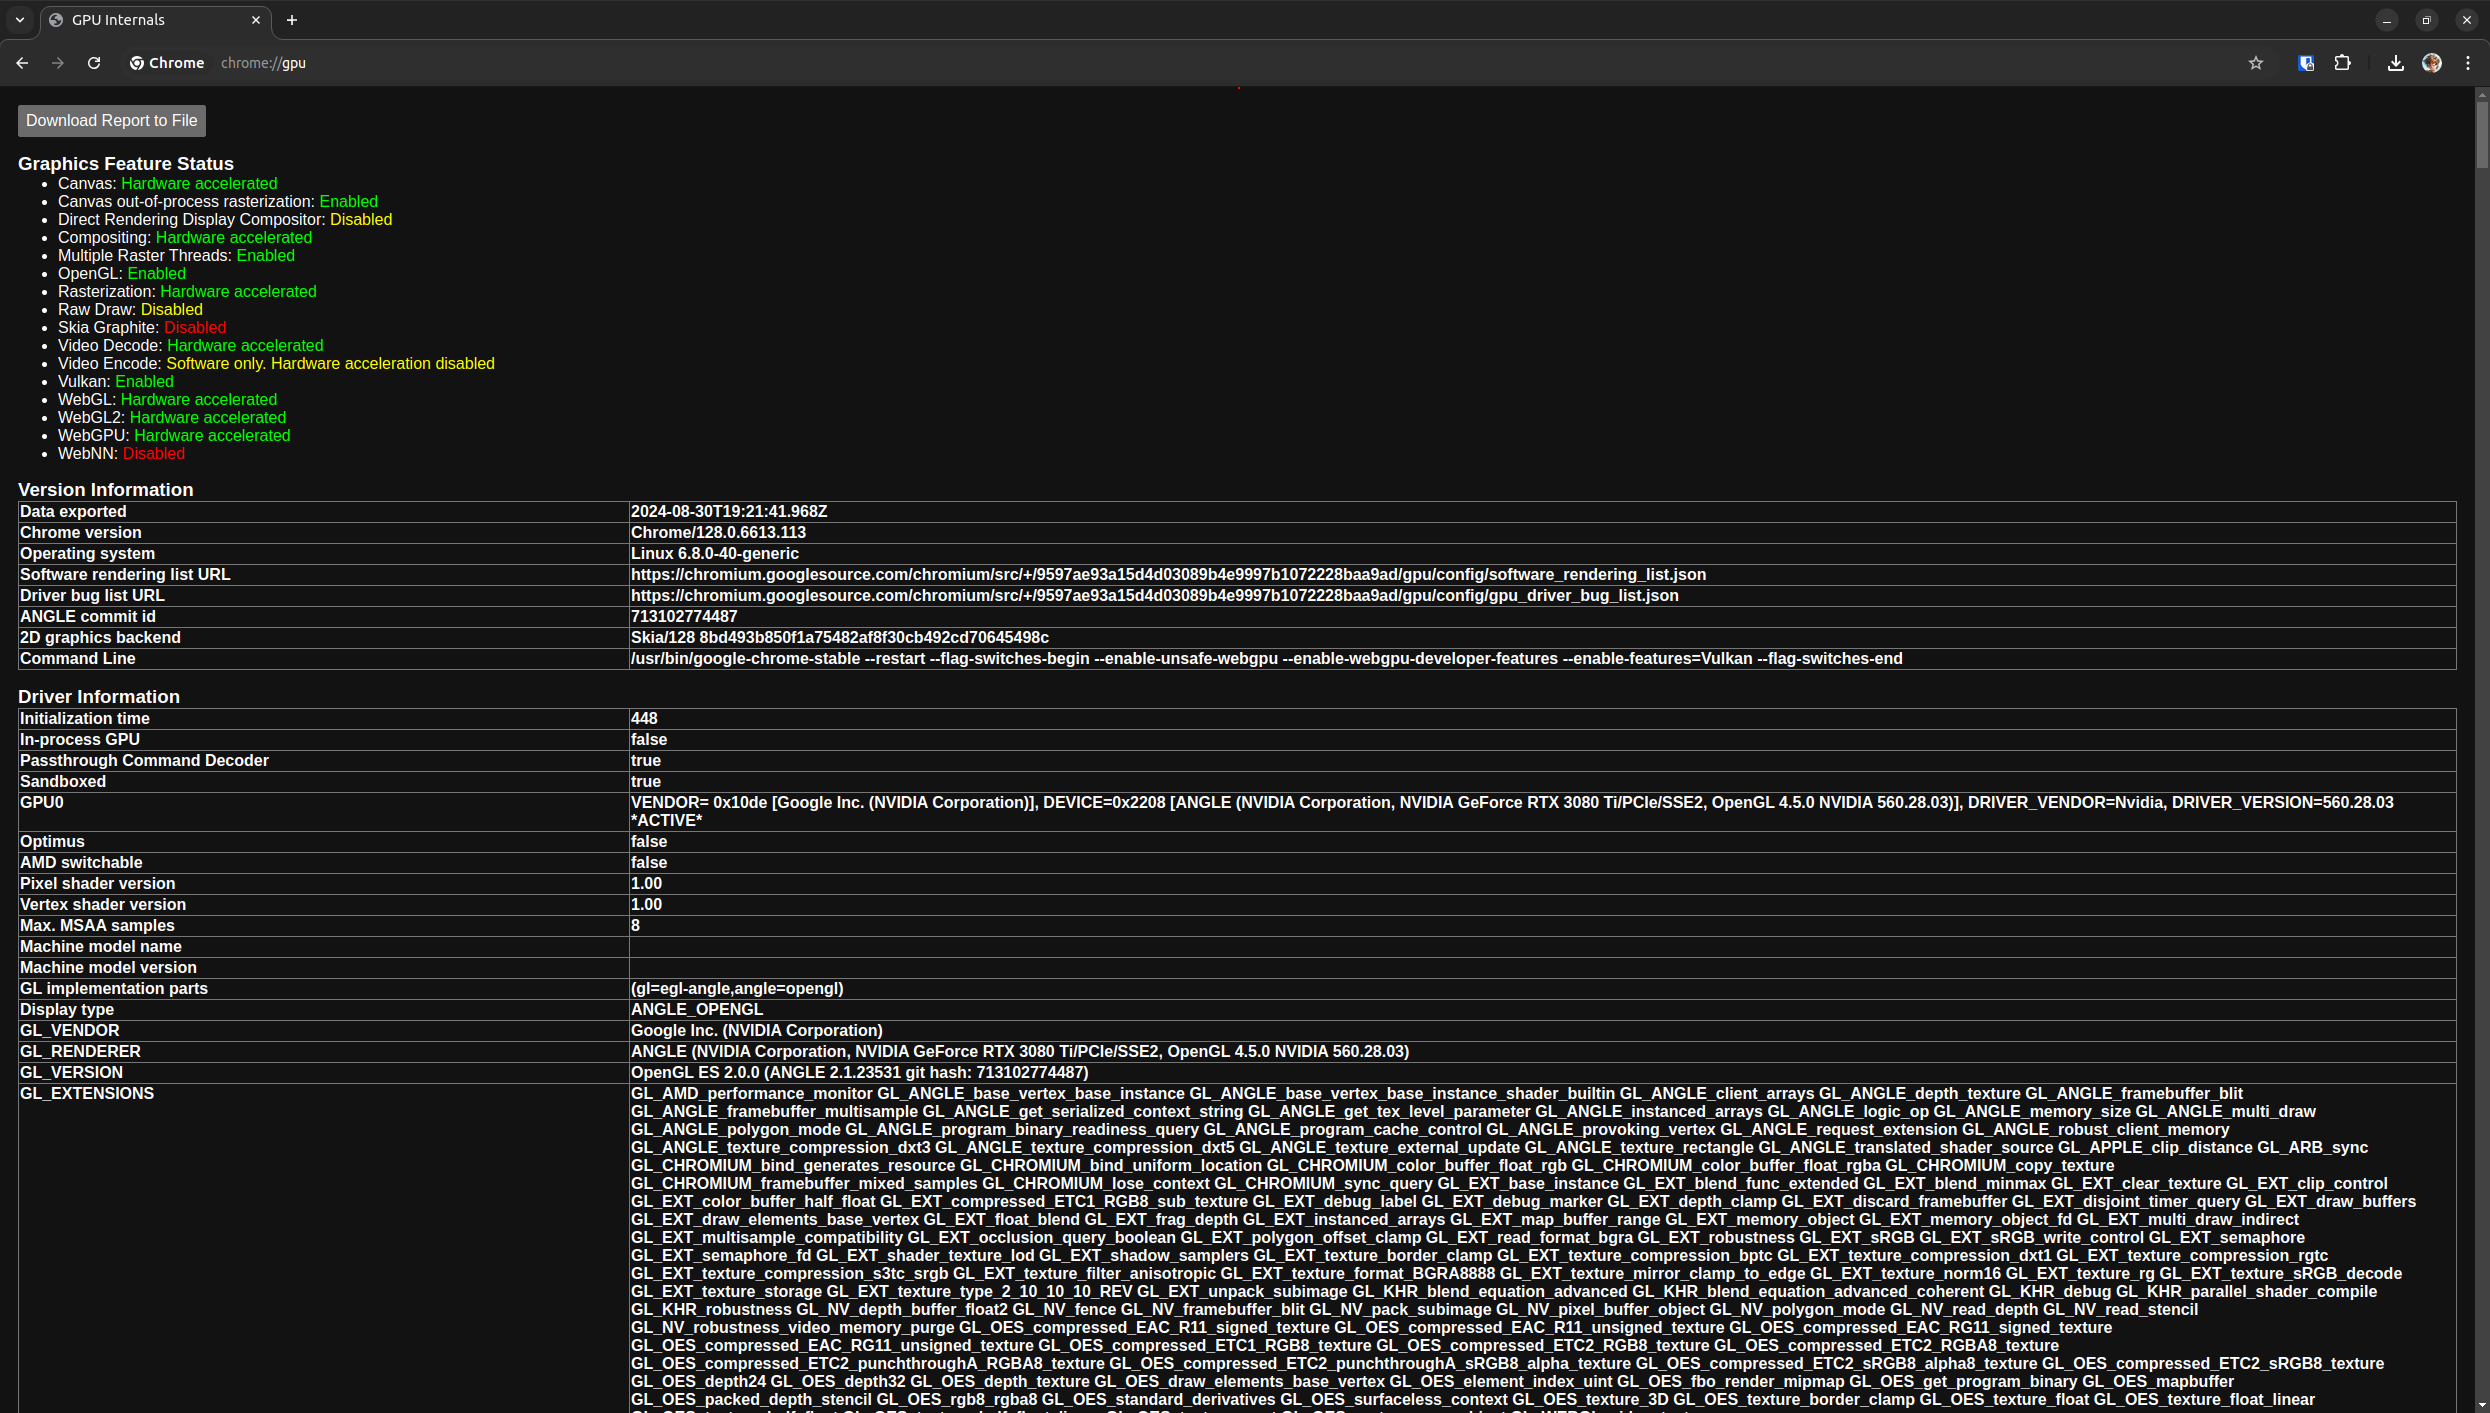 GPU Internals
Chrome chrome://gpu
Download Report to File
Graphics Feature Status
Canvas: Hardware accelerated
Canvas out-of-process rasterization: Enabled
Direct Rendering Display Compositor: Disabled
Compositing: Hardware accelerated
Multiple Raster Threads: Enabled
OpenGL: Enabled
Rasterization: Hardware accelerated
Raw Draw: Disabled
Skia Graphite: Disabled
Video Decode: Hardware accelerated
Video Encode: Software only. Hardware acceleration disabled
Vulkan: Enabled
WebGL: Hardware accelerated
WebGL2: Hardware accelerated
WebGPU: Hardware accelerated
WebNN: Disabled
Version Information
Data exported 2024-08-30T19:21:41.968Z
Chrome version Chrome/128.0.6613.113
Operating system Linux 6.8.0-40-generic
Software rendering list URL https://chromium.googlesource.com/chromium/src/+/9597ae93a15d4d03089b4e9997b1072228baa9ad/gpu/config/software_rendering_list.json
Driver bug list URL https://chromium.googlesource.com/chromium/src/+/9597ae93a15d4d03089b4e9997b1072228baa9ad/gpu/config/gpu_driver_bug_list.json
ANGLE commit id 713102774487
2D graphics backend Skia/128 8bd493b850f1a75482af8f30cb492cd70645498c
Command Line /usr/bin/google-chrome-stable --restart --flag-switches-begin --enable-unsafe-webgpu --enable-webgpu-developer-features --enable-features=Vulkan --flag-switches-end
Driver Information
Initialization time 448
In-process GPU false
Passthrough Command Decoder true
Sandboxed true
GPU0 VENDOR= 0x10de [Google Inc. (NVIDIA Corporation)], DEVICE=0x2208 [ANGLE (NVIDIA Corporation, NVIDIA GeForce RTX 3080 Ti/PCIe/SSE2, OpenGL 4.5.0 NVIDIA 560.28.03)], DRIVER_VENDOR=Nvidia, DRIVER_VERSION=560.28.03
*ACTIVE*
Optimus false
AMD switchable false
Pixel shader version 1.00
Vertex shader version 1.00
Max. MSAA samples 8
Machine model name
Machine model version
GL implementation parts (gl=egl-angle,angle=opengl)
Display type ANGLE_OPENGL
GL_VENDOR Google Inc. (NVIDIA Corporation)
GL_RENDERER ANGLE (NVIDIA Corporation, NVIDIA GeForce RTX 3080 Ti/PCIe/SSE2, OpenGL 4.5.0 NVIDIA 560.28.03)
GL_VERSION OpenGL ES 2.0.0 (ANGLE 2.1.23531 git hash: 713102774487)
GL_EXTENSIONS GL_AMD_performance_monitor GL_ANGLE_base_vertex_base_instance GL_ANGLE_base_vertex_base_instance_shader_builtin GL_ANGLE_client_arrays GL_ANGLE_depth_texture GL_ANGLE_framebuffer_blit
GL_ANGLE_framebuffer_multisample GL_ANGLE_get_serialized_context_string GL_ANGLE_get_tex_level_parameter GL_ANGLE_instanced_arrays GL_ANGLE_logic_op GL_ANGLE_memory_size GL_ANGLE_multi_draw
GL_ANGLE_polygon_mode GL_ANGLE_program_binary_readiness_query GL_ANGLE_program_cache_control GL_ANGLE_provoking_vertex GL_ANGLE_request_extension GL_ANGLE_robust_client_memory
GL_ANGLE_texture_compression_dxt3 GL_ANGLE_texture_compression_dxt5 GL_ANGLE_texture_external_update GL_ANGLE_texture_rectangle GL_ANGLE_translated_shader_source GL_APPLE_clip_distance GL_ARB_sync
GL_CHROMIUM_bind_generates_resource GL_CHROMIUM_bind_uniform_location GL_CHROMIUM_color_buffer_float_rgb GL_CHROMIUM_color_buffer_float_rgba GL_CHROMIUM_copy_texture
GL_CHROMIUM_framebuffer_mixed_samples GL_CHROMIUM_lose_context GL_CHROMIUM_sync_query GL_EXT_base_instance GL_EXT_blend_func_extended GL_EXT_blend_minmax GL_EXT_clear_texture GL_EXT_clip_control
GL_EXT_color_buffer_half_float GL_EXT_compressed_ETC1_RGB8_sub_texture GL_EXT_debug_label GL_EXT_debug_marker GL_EXT_depth_clamp GL_EXT_discard_framebuffer GL_EXT_disjoint_timer_query GL_EXT_draw_buffers
GL_EXT_draw_elements_base_vertex GL_EXT_float_blend GL_EXT_frag_depth GL_EXT_instanced_arrays GL_EXT_map_buffer_range GL_EXT_memory_object GL_EXT_memory_object_fd GL_EXT_multi_draw_indirect
GL_EXT_multisample_compatibility GL_EXT_occlusion_query_boolean GL_EXT_polygon_offset_clamp GL_EXT_read_format_bgra GL_EXT_robustness GL_EXT_sRGB GL_EXT_sRGB_write_control GL_EXT_semaphore
GL_EXT_semaphore_fd GL_EXT_shader_texture_lod GL_EXT_shadow_samplers GL_EXT_texture_border_clamp GL_EXT_texture_compression_bptc GL_EXT_texture_compression_dxt1 GL_EXT_texture_compression_rgtc
GL_EXT_texture_compression_s3tc_srgb GL_EXT_texture_filter_anisotropic GL_EXT_texture_format_BGRA8888 GL_EXT_texture_mirror_clamp_to_edge GL_EXT_texture_norm16 GL_EXT_texture_rg GL_EXT_texture_sRGB_decode
GL_EXT_texture_storage GL_EXT_texture_type_2_10_10_10_REV GL_EXT_unpack_subimage GL_KHR_blend_equation_advanced GL_KHR_blend_equation_advanced_coherent GL_KHR_debug GL_KHR_parallel_shader_compile
GL_KHR_robustness GL_NV_depth_buffer_float2 GL_NV_fence GL_NV_framebuffer_blit GL_NV_pack_subimage GL_NV_pixel_buffer_object GL_NV_polygon_mode GL_NV_read_depth GL_NV_read_stencil
GL_NV_robustness_video_memory_purge GL_OES_compressed_EAC_R11_signed_texture GL_OES_compressed_EAC_R11_unsigned_texture GL_OES_compressed_EAC_RG11_signed_texture
GL_OES_compressed_EAC_RG11_unsigned_texture GL_OES_compressed_ETC1_RGB8_texture GL_OES_compressed_ETC2_RGB8_texture GL_OES_compressed_ETC2_RGBA8_texture
GL_OES_compressed_ETC2_punchthroughA_RGBA8_texture GL_OES_compressed_ETC2_punchthroughA_sRGB8_alpha_texture GL_OES_compressed_ETC2_sRGB8_alpha8_texture GL_OES_compressed_ETC2_sRGB8_texture
GL_OES_depth24 GL_OES_depth32 GL_OES_depth_texture GL_OES_draw_elements_base_vertex GL_OES_element_index_uint GL_OES_fbo_render_mipmap GL_OES_get_program_binary GL_OES_mapbuffer
GL_OES_packed_depth_stencil GL_OES_rgb8_rgba8 GL_OES_standard_derivatives GL_OES_surfaceless_context GL_OES_texture_3D GL_OES_texture_border_clamp GL_OES_texture_float GL_OES_texture_float_linear